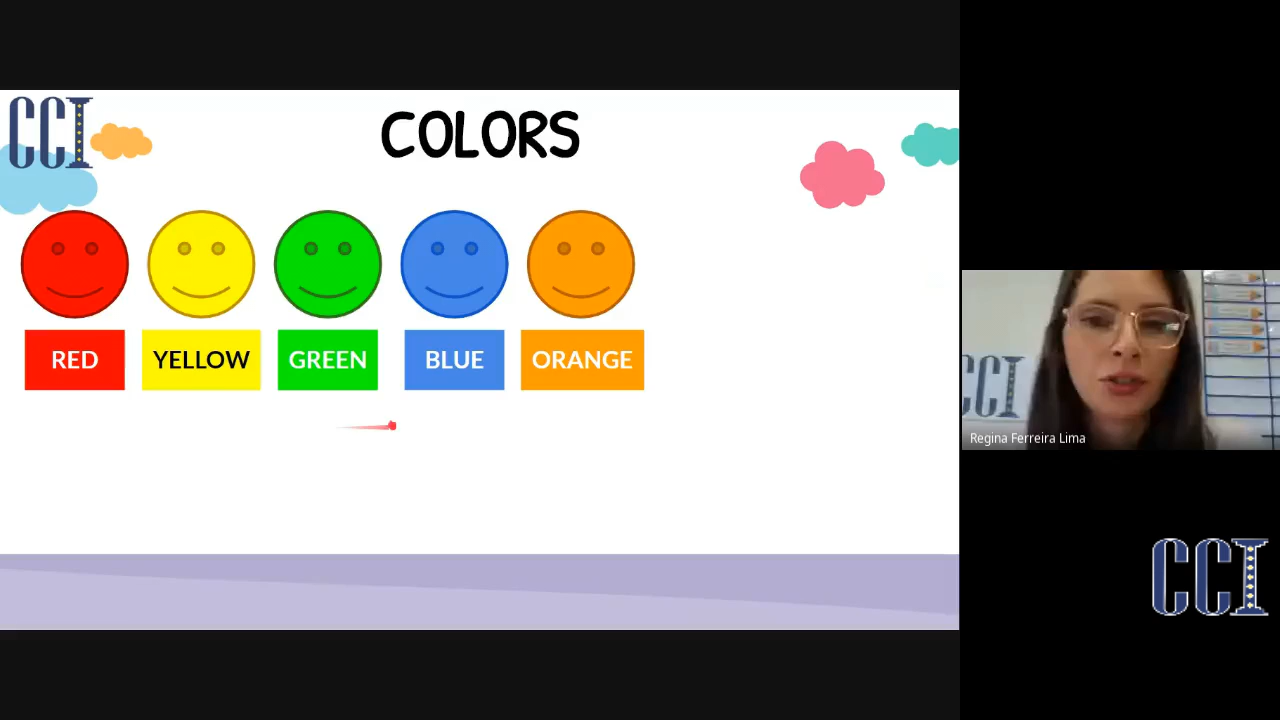 CCI
COLORS
RED
YELLOW
GREEN
BLUE
ORANGE
CCI
Regina Ferreira Lima
CCI